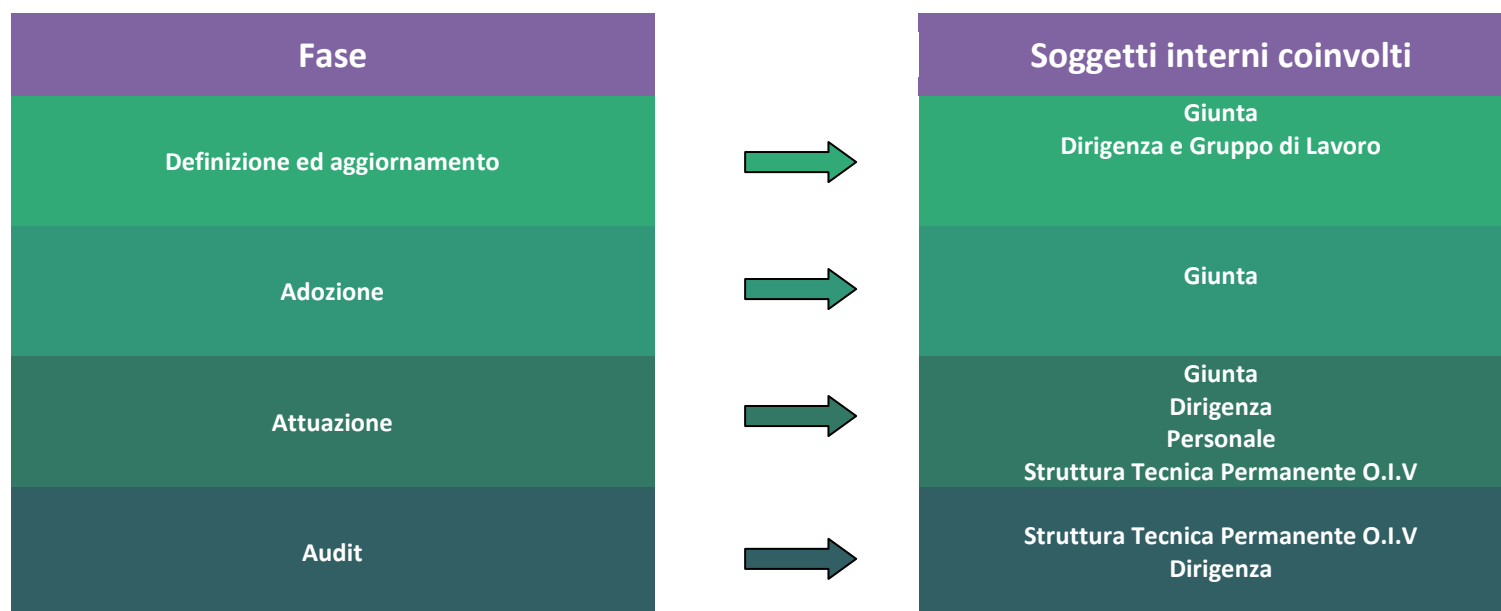 Fase
Soggetti interni coinvolti
Definizione ed aggiornamento
Giunta
Dirigenza e Gruppo di Lavoro
Adozione
Giunta
Attuazione
Giunta
Dirigenza
Personale
Struttura Tecnica Permanente O.I.V
Audit
Struttura Tecnica Permanente O.I.V
Dirigenza